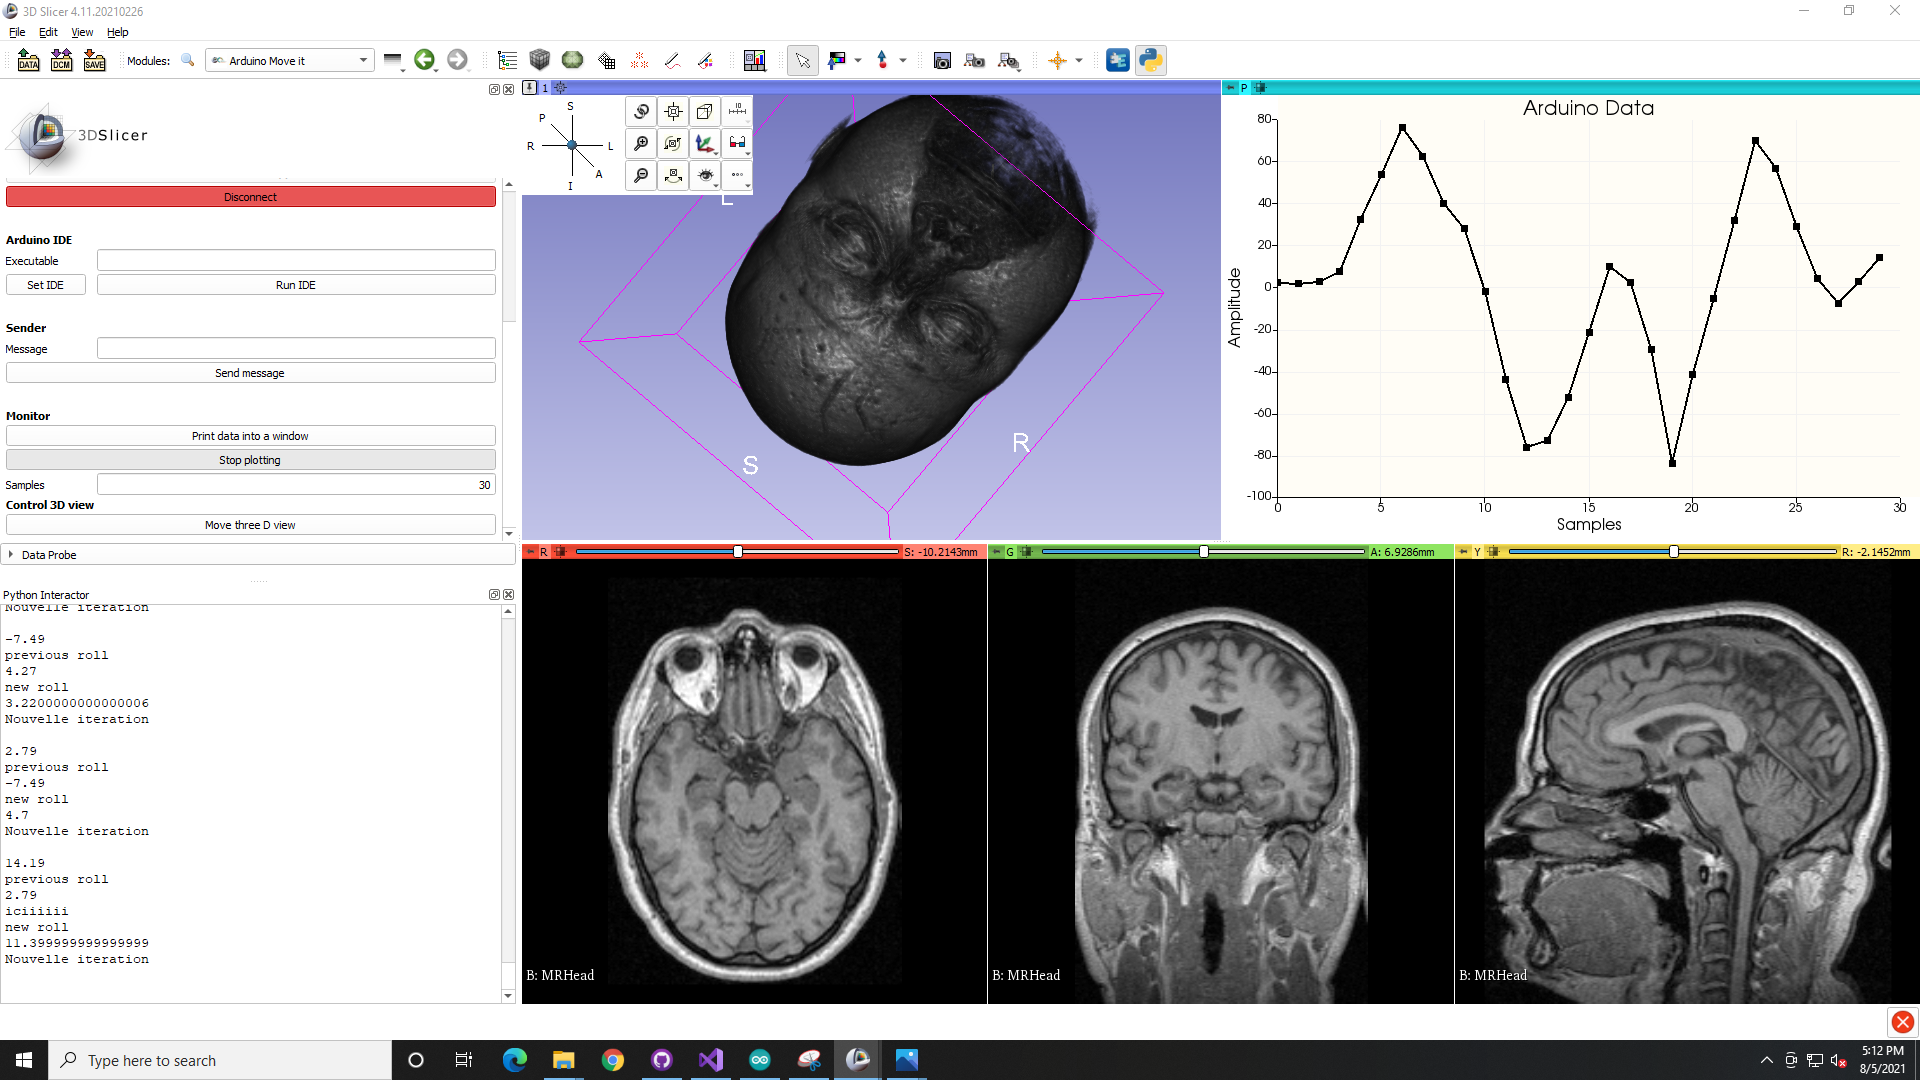 3D Slicer 4.11.20210226
File Edit View Help
DATA DCM SAVE Modules: Arduino Move it
3DSlicer
Disconnect
Arduino IDE
Executable
Set IDE Run IDE
Sender
Message
Send message
Monitor
Print data into a window
Stop plotting
Samples 30
Control 3D view
Move three D view
Data Probe
Python Interactor
Nouvelle iteration
-7.49
previous roll
4.27
new roll
3.2200000000000006
Nouvelle iteration
2.79
previous roll
-7.49
new roll
4.7
Nouvelle iteration
14.19
previous roll
2.79
iciiiiii
new roll
11.399999999999999
Nouvelle iteration
1
S
P
R L
A
I
L
S
R
P
Arduino Data
Amplitude
80
60
40
20
0
-20
-40
-60
-80
-100
0 5 10 15 20 25 30
Samples
R S: -10.2143mm
G A: 6.9286mm
Y R: -2.1452mm
B: MRHead
B: MRHead
B: MRHead
Type here to search
5:12 PM
8/5/2021